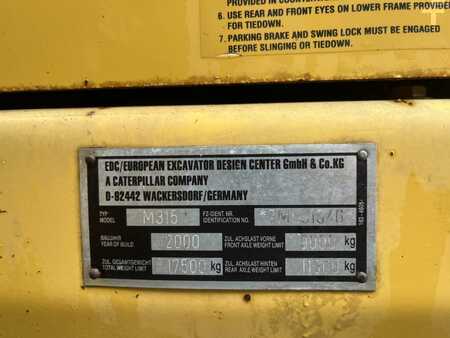 PROVIDED IN
6. USE REAR AND FRONT EYES ON LOWER FRAME PROVIDED
FOR TIEDOWN.
7. PARKING BRAKE AND SWING LOCK MUST BE ENGAGED
BEFORE SLINGING OR TIEDOWN.
EDC/EUROPEAN EXCAVATOR DESIGN CENTER GmbH & Co.KG
A CATERPILLAR COMPANY
D-92442 WACKERSDORF/GERMANY
TYP MODEL M315 FZ-IDENT. NR. IDENTIFICATION NO.
BAUJAHR YEAR OF BUILD 2000 ZUL. ACHSLAST VORNE FRONT AXLE WEIGHT LIMIT kg
ZUL. GESAMTGEWICHT TOTAL WEIGHT LIMIT 17500 kg ZUL. ACHSLAST HINTEN REAR AXLE WEIGHT LIMIT kg